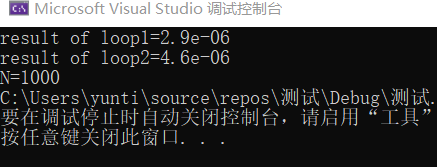 Microsoft Visual Studio 调试控制台
result of loop1=2.9e-06
result of loop2=4.6e-06
N=1000
C:\Users\yunti\source\repos\测试\Debug\测试.
要在调试停止时自动关闭控制台，请启用“工具”
按任意键关闭此窗口. . .